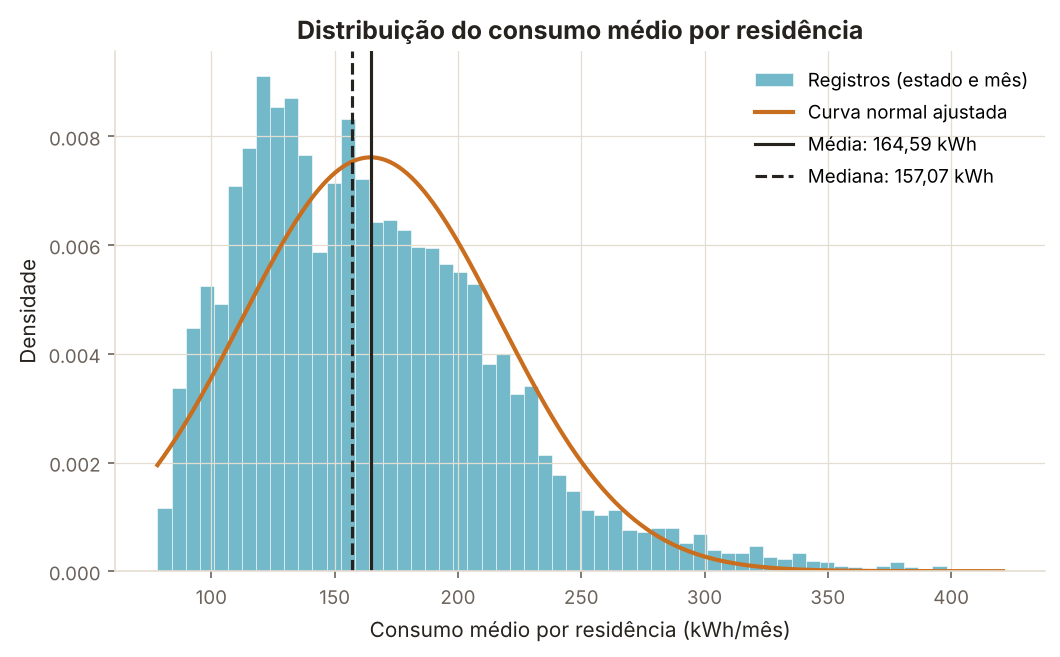 Distribuição do consumo médio por residência
Registros (estado e mês)
Curva normal ajustada
Média: 164,59 kWh
Mediana: 157,07 kWh
Densidade
0.008
0.006
0.004
0.002
0.000
100 150 200 250 300 350 400
Consumo médio por residência (kWh/mês)